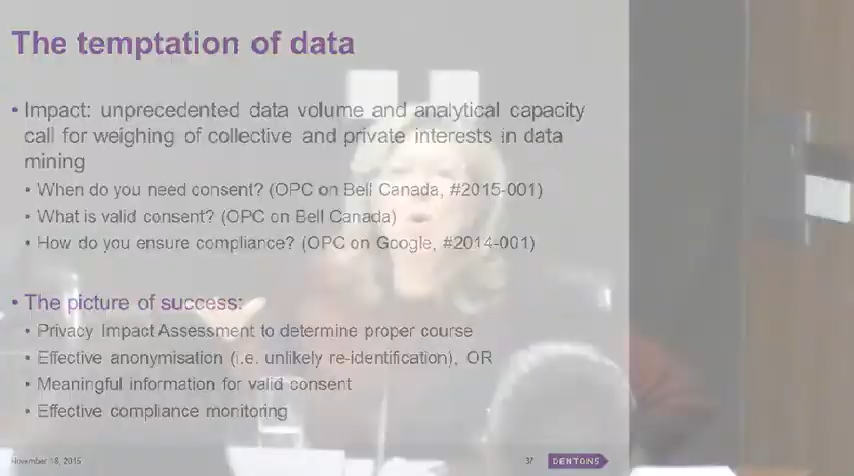 The temptation of data
• Impact: unprecedented data volume and analytical capacity
call for weighing of collective and private interests in data
mining
• When do you need consent? (OPC on Bell Canada, #2015-001)
• What is valid consent? (OPC on Bell Canada)
• How do you ensure compliance? (OPC on Google, #2014-001)
• The picture of success:
• Privacy Impact Assessment to determine proper course
• Effective anonymisation (i.e. unlikely re-identification), OR
• Meaningful information for valid consent
• Effective compliance monitoring
November 18, 2015
37
DENTONS